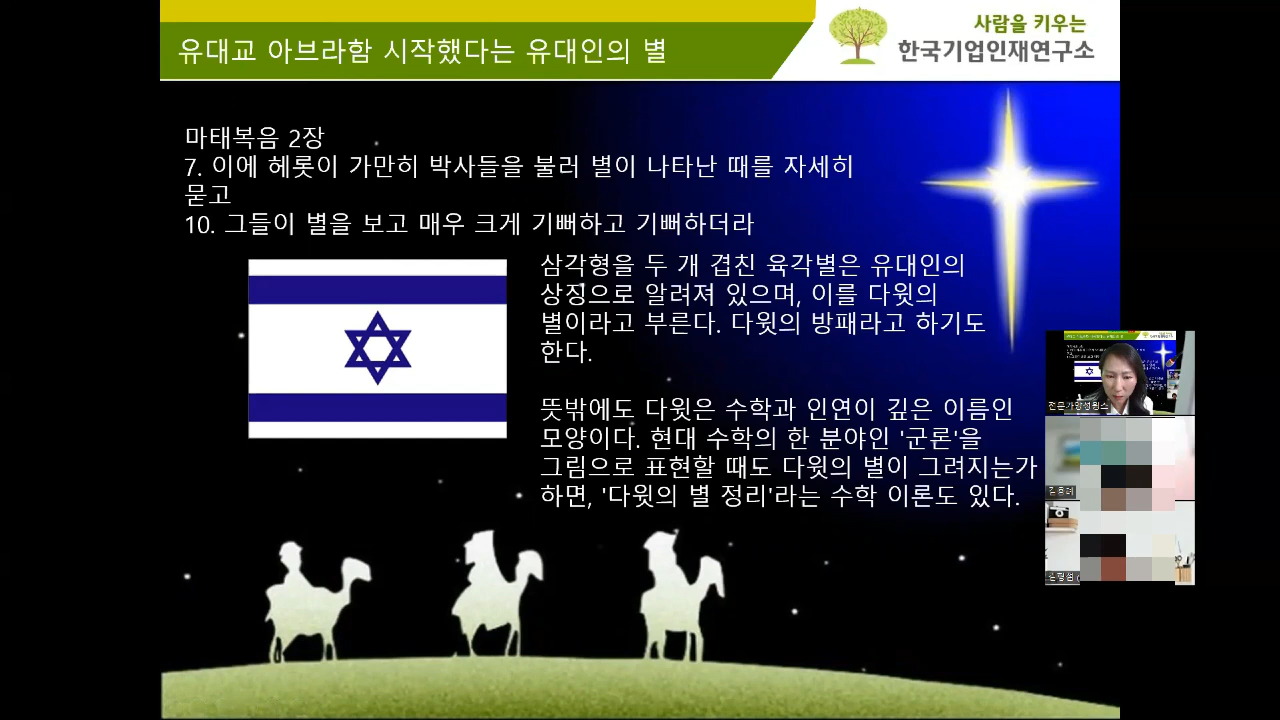 유대교 아브라함 시작했다는 유대인의 별
사람을 키우는
한국기업인재연구소
마태복음 2장
7. 이에 헤롯이 가만히 박사들을 불러 별이 나타난 때를 자세히
묻고
10. 그들이 별을 보고 매우 크게 기뻐하고 기뻐하더라
삼각형을 두 개 겹친 육각별은 유대인의
상징으로 알려져 있으며, 이를 다윗의
별이라고 부른다. 다윗의 방패라고 하기도
한다.
뜻밖에도 다윗은 수학과 인연이 깊은 이름인
모양이다. 현대 수학의 한 분야인 '군론'을
그림으로 표현할 때도 다윗의 별이 그려지는가
하면, '다윗의 별 정리'라는 수학 이론도 있다.